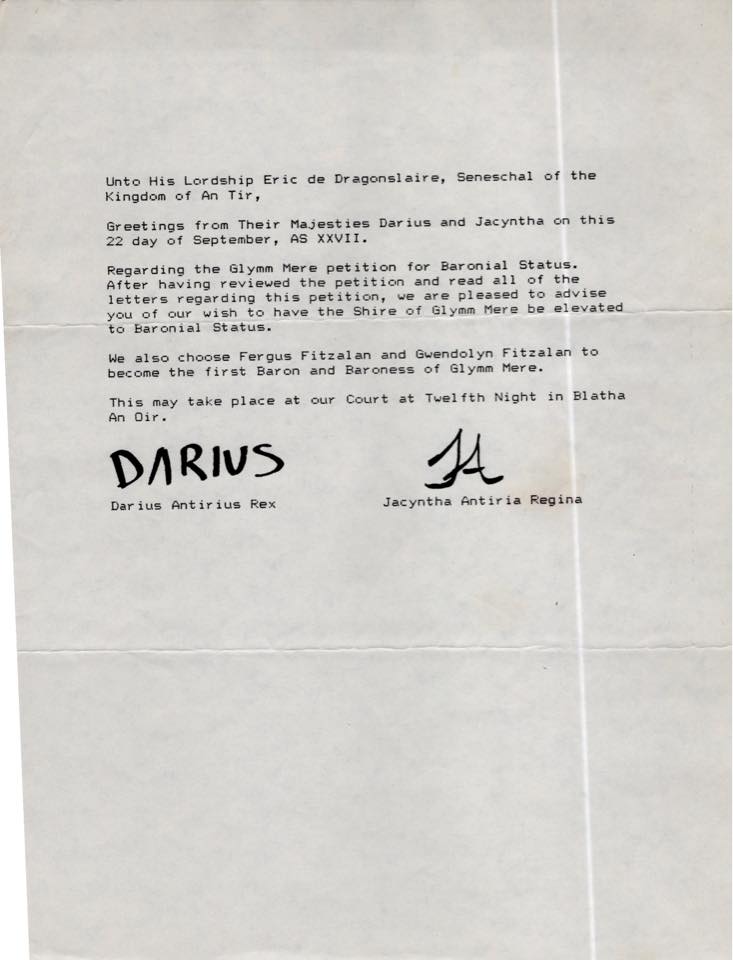 Unto His Lordship Eric de Dragonslaire, Seneschal of the
Kingdom of An Tir,
Greetings from Their Majesties Darius and Jacyntha on this
22 day of September, AS XXVII.
Regarding the Glymm Mere petition for Baronial Status.
After having reviewed the petition and read all of the
letters regarding this petition, we are pleased to advise
you of our wish to have the Shire of Glymm Mere be elevated
to Baronial Status.
We also choose Fergus Fitzalan and Gwendolyn Fitzalan to
become the first Baron and Baroness of Glymm Mere.
This may take place at our Court at Twelfth Night in Blatha
An Oir.
DARIUS
Darius Antirius Rex
Jacyntha Antiria Regina